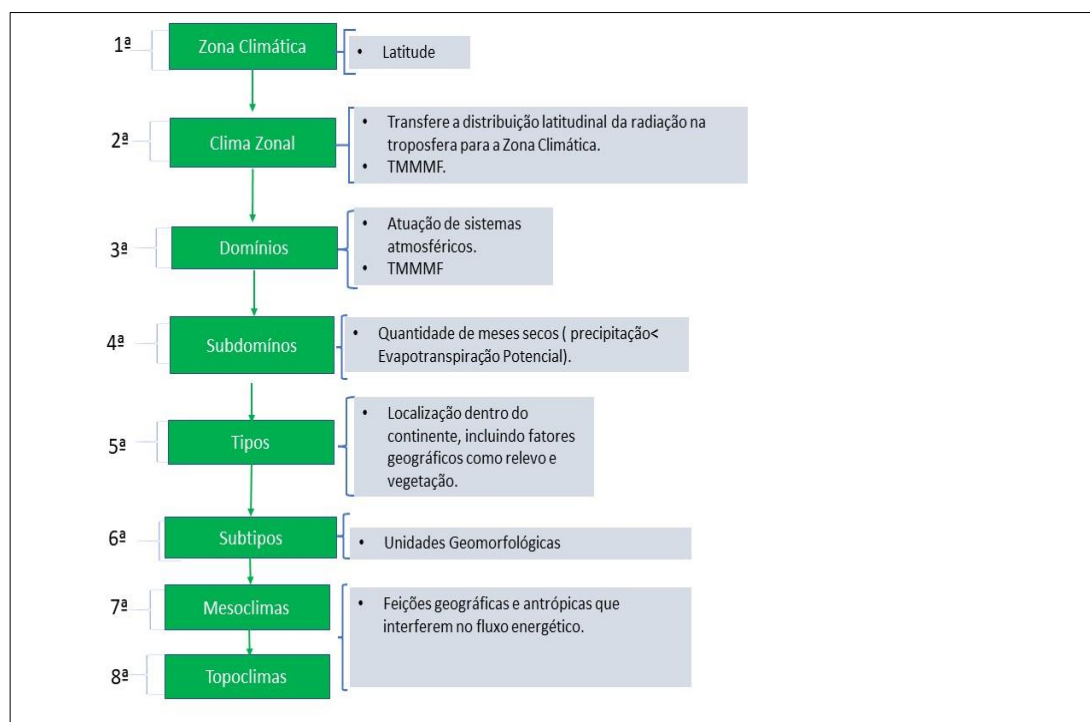 1ª
Zona Climática
• Latitude
2ª
Clima Zonal
• Transfere a distribuição latitudinal da radiação na
troposfera para a Zona Climática.
• TMMMF.
3ª
Domínios
• Atuação de sistemas
atmosféricos.
• TMMMF
4ª
Subdomínos
• Quantidade de meses secos ( precipitação<
Evapotranspiração Potencial).
5ª
Tipos
• Localização dentro do
continente, incluindo fatores
geográficos como relevo e
vegetação.
6ª
Subtipos
• Unidades Geomorfológicas
7ª
Mesoclimas
• Feições geográficas e antrópicas que
interferem no fluxo energético.
8ª
Topoclimas